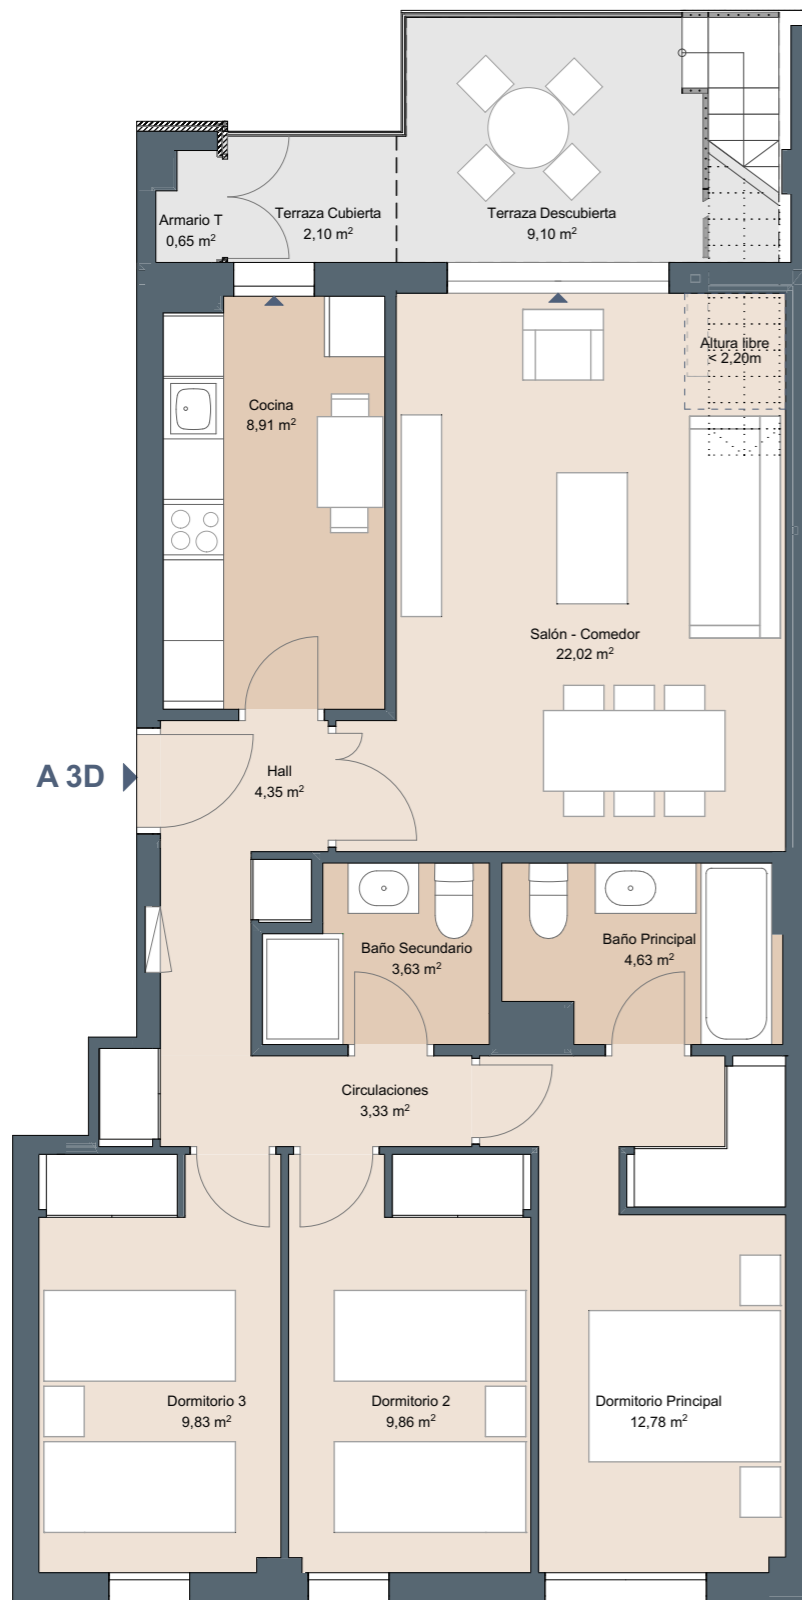 Armario T
0,65 m²
Terraza Cubierta
2,10 m²
Terraza Descubierta
9,10 m²
Altura libre
< 2,20m
Cocina
8,91 m²
Salón - Comedor
22,02 m²
A 3D
Hall
4,35 m²
Baño Secundario
3,63 m²
Baño Principal
4,63 m²
Circulaciones
3,33 m²
Dormitorio 3
9,83 m²
Dormitorio 2
9,86 m²
Dormitorio Principal
12,78 m²